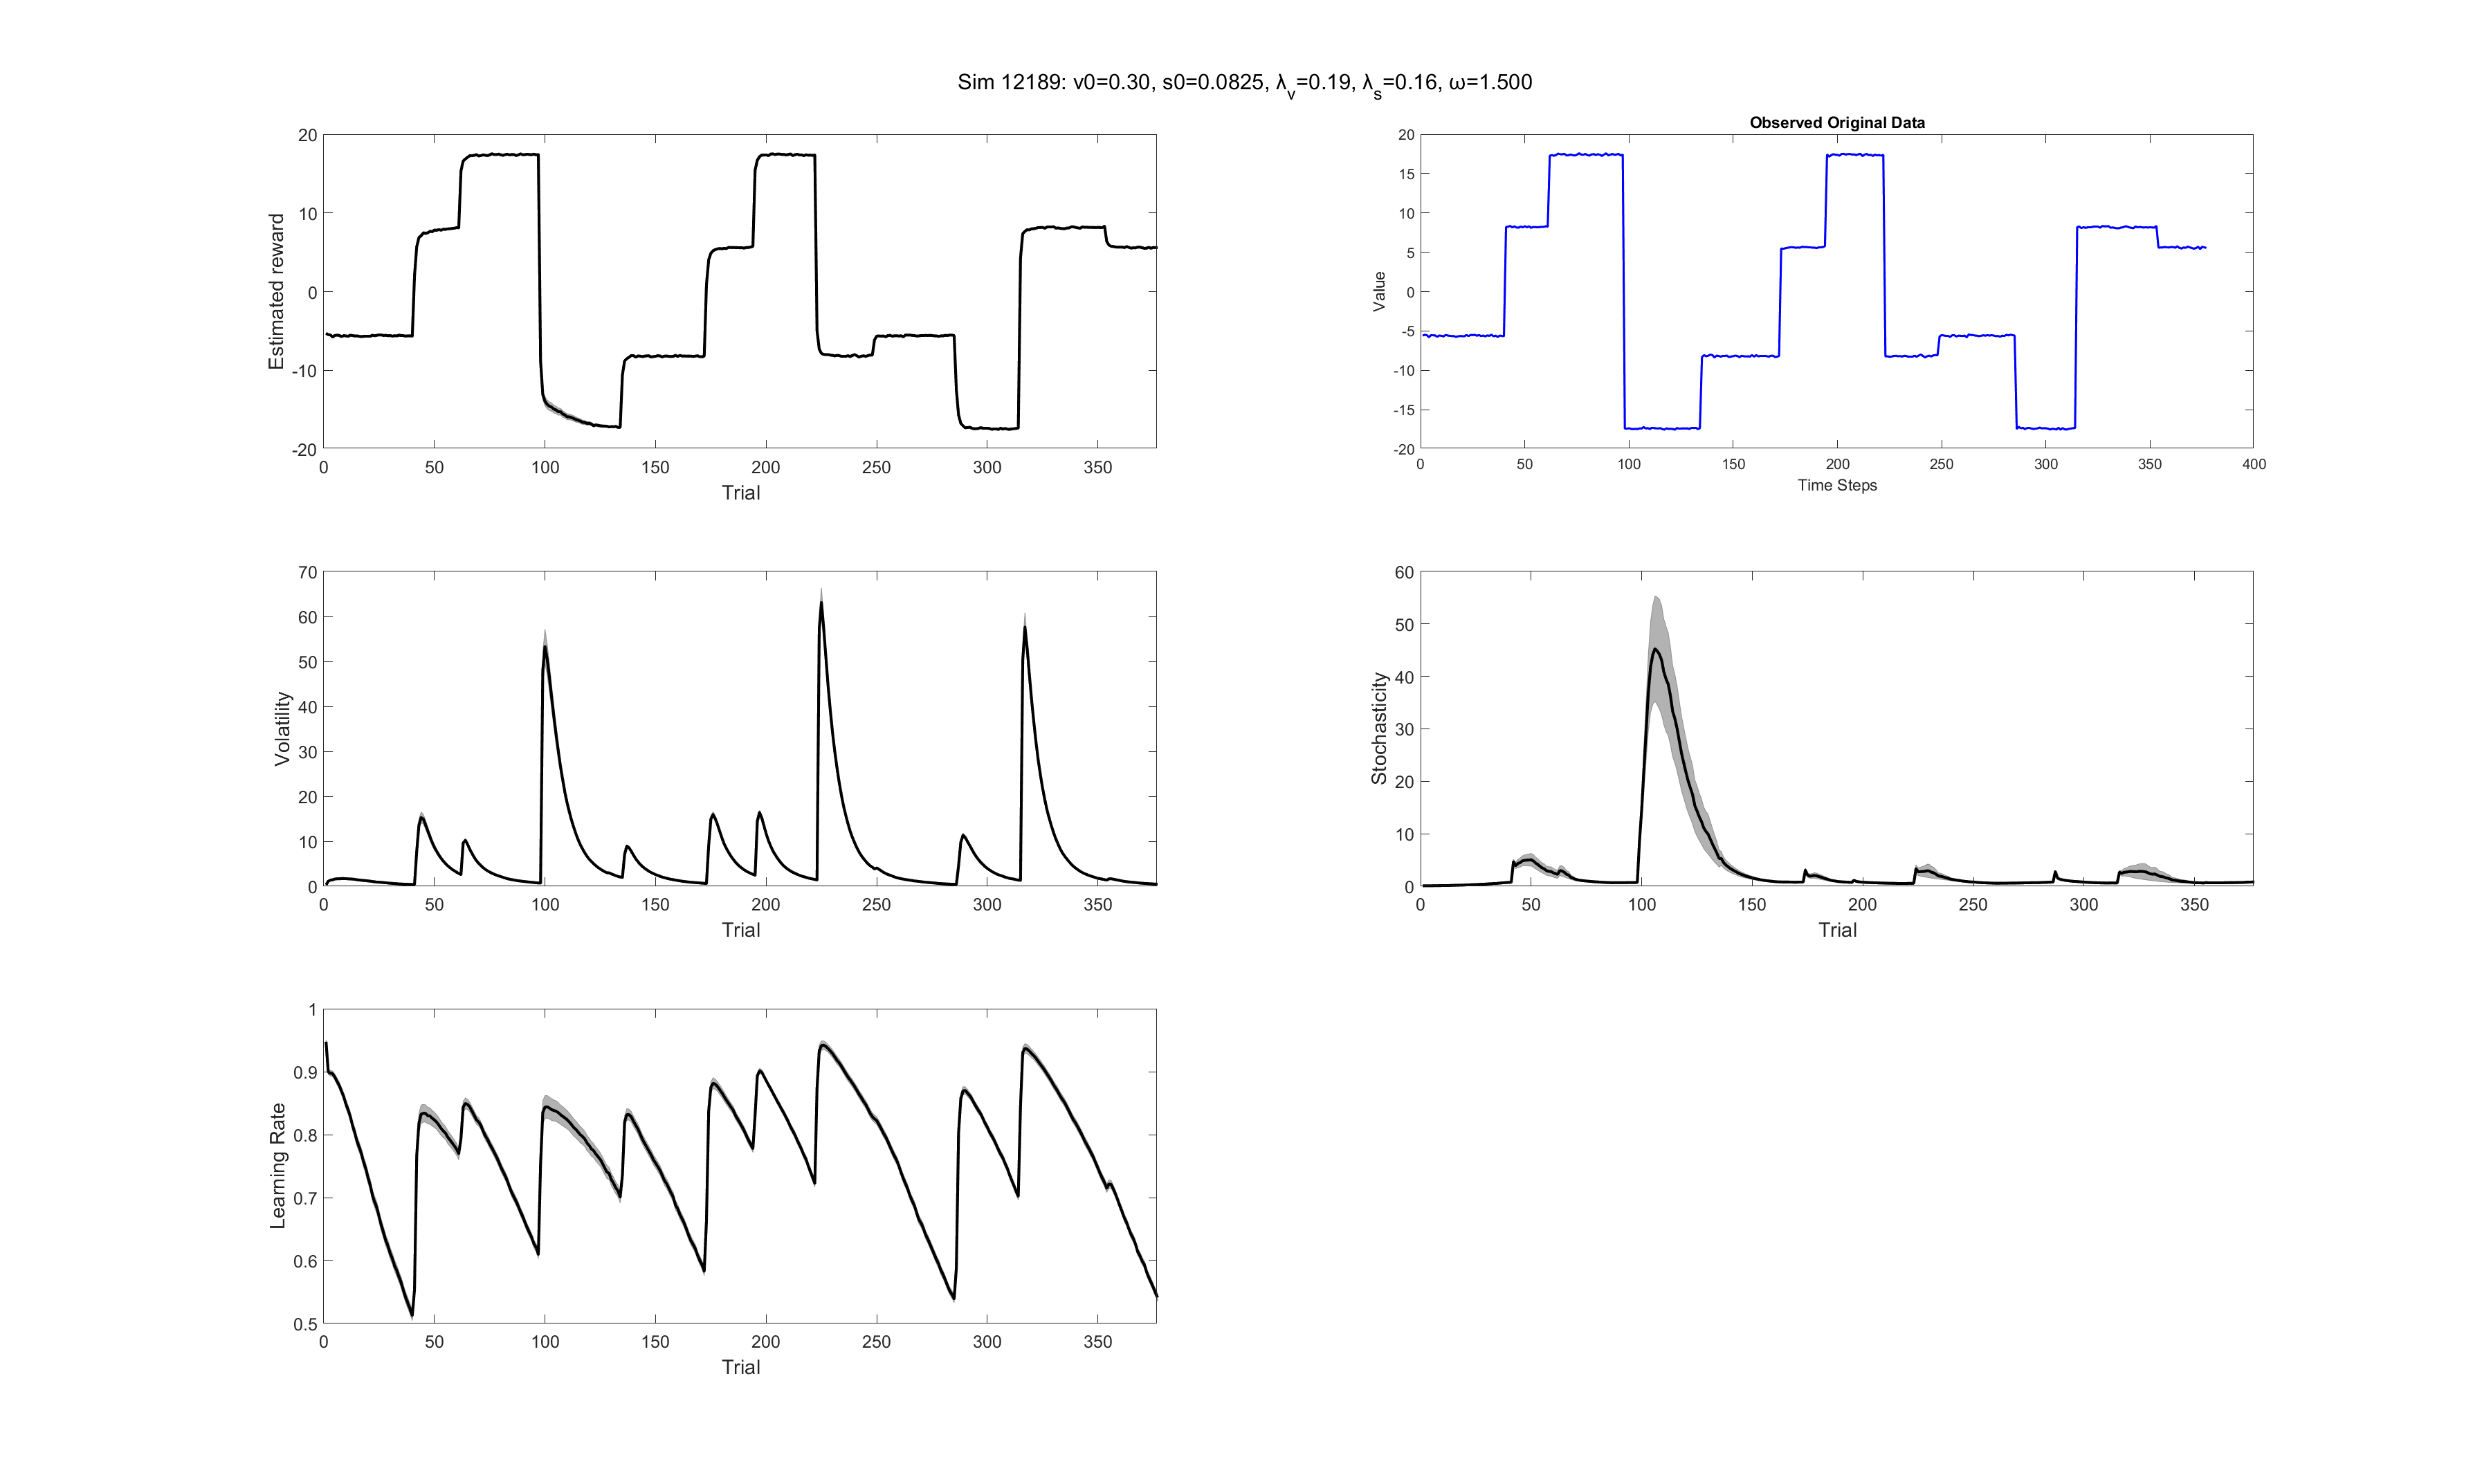 Sim 12189: v0=0.30, s0=0.0825, λv=0.19, λs=0.16, ω=1.500
20
10
0
-10
-20
Estimated reward
0 50 100 150 200 250 300 350
Trial
Observed Original Data
20
15
10
5
0
-5
-10
-15
-20
Value
0 50 100 150 200 250 300 350 400
Time Steps
70
60
50
40
30
20
10
0
Volatility
0 50 100 150 200 250 300 350
Trial
60
50
40
30
20
10
0
Stochasticity
0 50 100 150 200 250 300 350
Trial
1
0.9
0.8
0.7
0.6
0.5
Learning Rate
0 50 100 150 200 250 300 350
Trial